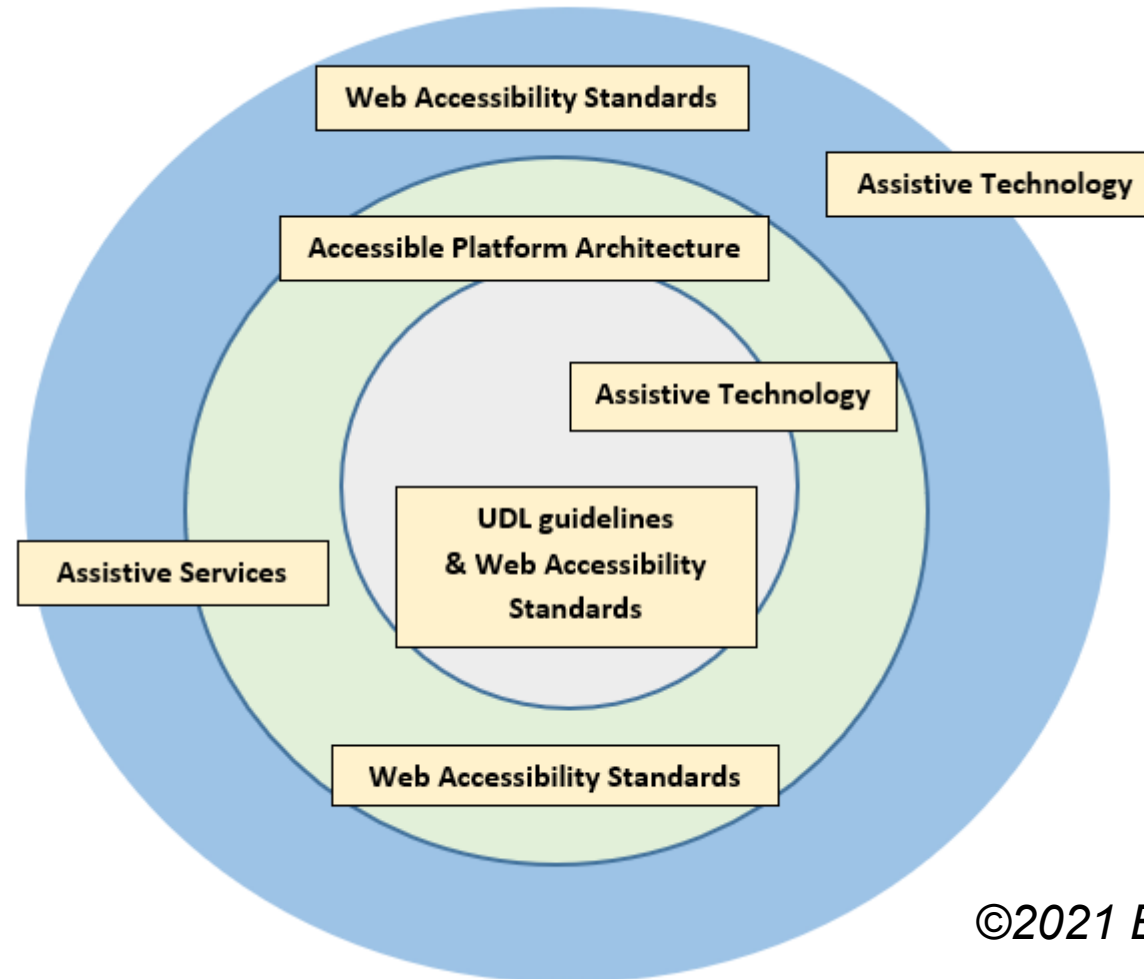 Web Accessibility Standards
Assistive Technology
Accessible Platform Architecture
Assistive Technology
UDL guidelines
& Web Accessibility
Standards
Assistive Services
Web Accessibility Standards
©2021